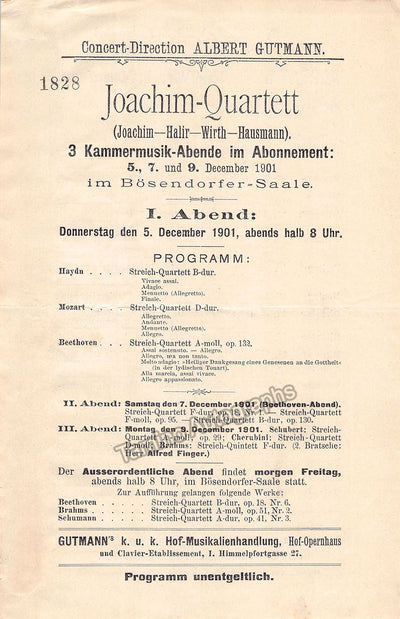 Concert-Direction ALBERT GUTMANN.
1828
Joachim-Quartett
(Joachim—Halir—Wirth—Hausmann).
3 Kammermusik-Abende im Abonnement:
5., 7. und 9. December 1901
im Bösendorfer-Saale.
I. Abend:
Donnerstag den 5. December 1901, abends halb 8 Uhr.
PROGRAMM:
Haydn . . . . Streich-Quartett B-dur.
Vivace assai.
Adagio.
Menuetto (Allegretto).
Finale.
Mozart . . . . Streich-Quartett D-dur.
Allegretto.
Andante.
Menuetto (Allegretto).
Allegro.
Beethoven . . . Streich-Quartett A-moll, op. 132.
Assai sostenuto. — Allegro.
Allegro, ma non tanto.
Molto adagio: »Heiliger Dankgesang eines Genesenen an die Gottheit«
(in der lydischen Tonart).
Alla marcia, assai vivace.
Allegro appassionato.
II. Abend: Samstag den 7. December 1901 (Beethoven-Abend).
Streich-Quartett F-dur, Streich-Quartett
F-moll, op. 95. — Streich-Quartett B-dur, op. 130.
III. Abend: Montag den 9. December 1901. Schubert:
Streich-Quartett op. 29; Cherubini: Streich-Quartett
D-moll; Brahms: Streich-Quintett F-dur (2. Bratsche:
Herr Alfred Finger.)
Tamino Autographs
Der Ausserordentliche Abend findet morgen Freitag,
abends halb 8 Uhr, im Bösendorfer-Saale statt.
Zur Aufführung gelangen folgende Werke:
Beethoven . . . . Streich-Quartett B-dur, op. 18, Nr. 6.
Brahms . . . . Streich-Quartett A-moll, op. 51, Nr. 2.
Schumann . . . . Streich-Quartett A-dur, op. 41, Nr. 3.
GUTMANN's k. u. k. Hof-Musikalienhandlung, Hof-Opernhaus
und Clavier-Etablissement, I. Himmelpfortgasse 27.
Programm unentgeltlich.